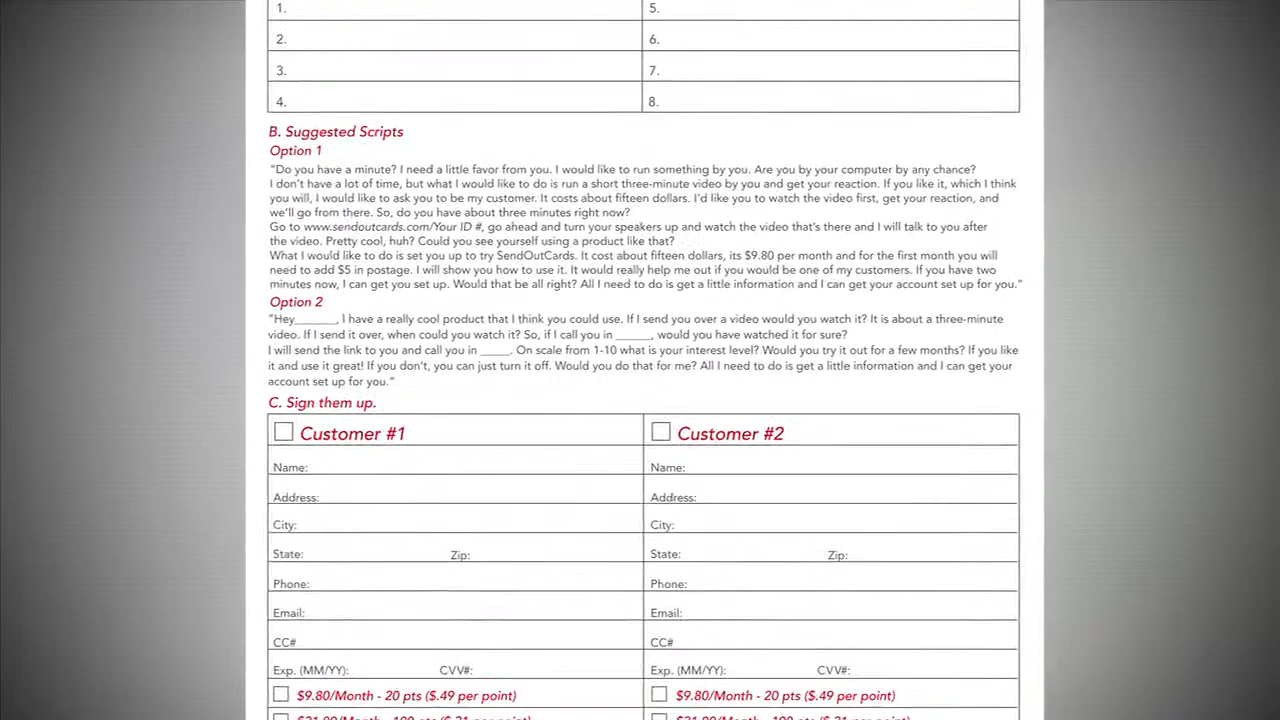 1.
5.
2.
6.
3.
7.
4.
8.
B. Suggested Scripts
Option 1
“Do you have a minute? I need a little favor from you. I would like to run something by you. Are you by your computer by any chance?
I don’t have a lot of time, but what I would like to do is run a short three-minute video by you and get your reaction. If you like it, which I think
you will, I would like to ask you to be my customer. It costs about fifteen dollars. I’d like you to watch the video first, get your reaction, and
we’ll go from there. So, do you have about three minutes right now?
Go to www.sendoutcards.com/Your ID #, go ahead and turn your speakers up and watch the video that’s there and I will talk to you after
the video. Pretty cool, huh? Could you see yourself using a product like that?
What I would like to do is set you up to try SendOutCards. It cost about fifteen dollars, its $9.80 per month and for the first month you will
need to add $5 in postage. I will show you how to use it. It would really help me out if you would be one of my customers. If you have two
minutes now, I can get you set up. Would that be all right? All I need to do is get a little information and I can get your account set up for you.”
Option 2
“Hey_______, I have a really cool product that I think you could use. If I send you over a video would you watch it? It is about a three-minute
video. If I send it over, when could you watch it? So, if I call you in ______, would you have watched it for sure?
I will send the link to you and call you in _____. On scale from 1-10 what is your interest level? Would you try it out for a few months? If you like
it and use it great! If you don’t, you can just turn it off. Would you do that for me? All I need to do is get a little information and I can get your
account set up for you.”
C. Sign them up.
Customer #1
Customer #2
Name:
Name:
Address:
Address:
City:
City:
State: Zip:
State: Zip:
Phone:
Phone:
Email:
Email:
CC#
CC#
Exp. (MM/YY): CVV#:
Exp. (MM/YY): CVV#:
$9.80/Month - 20 pts ($.49 per point)
$9.80/Month - 20 pts ($.49 per point)